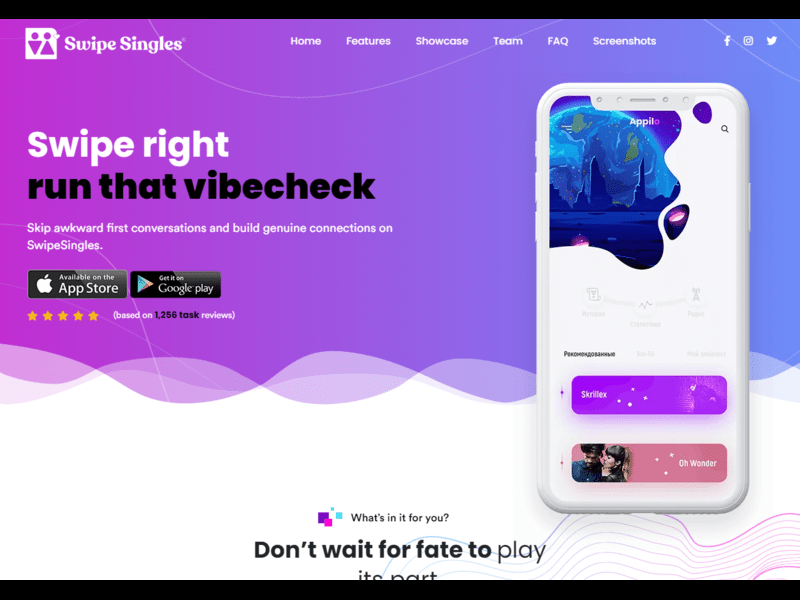 Swipe Singles
Home Features Showcase Team FAQ Screenshots
Swipe right
run that vibecheck
Skip awkward first conversations and build genuine connections on
SwipeSingles.
Available on the
App Store
Get it on
Google play
(based on 1,256 task reviews)
Appilo
История
Статистика
Радио
Рекомендованные
Skrillex
Oh Wonder
What's in it for you?
Don't wait for fate to play
its part